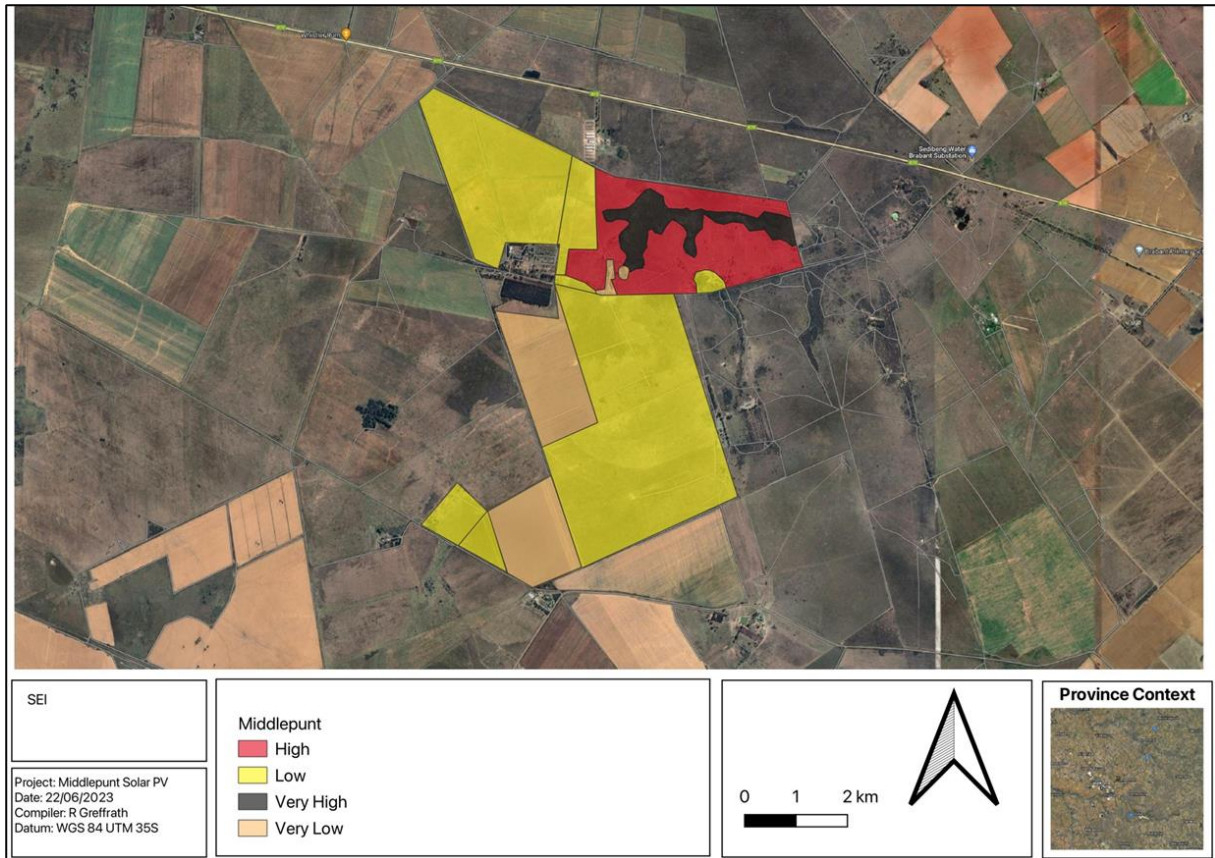 Sedibeng Water
Brabant Substation
SEI
Project: Middlepunt Solar PV
Date: 22/06/2023
Compiler: R Greffrath
Datum: WGS 84 UTM 35S
Middlepunt
High
Low
Very High
Very Low
0 1 2 km
Province Context